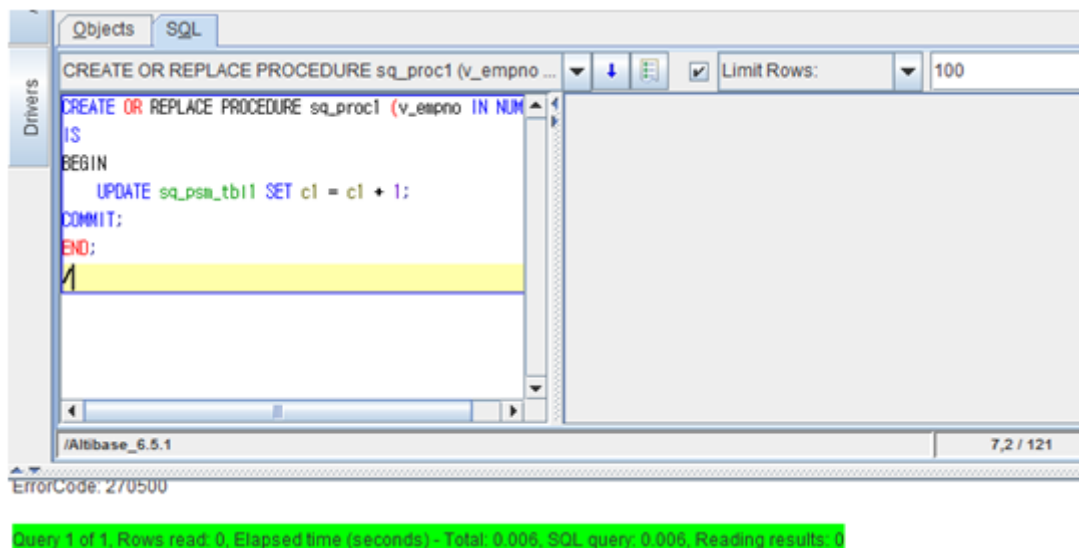 Objects SQL
CREATE OR REPLACE PROCEDURE sq_proc1 (v_empno ... Limit Rows: 100
Drivers
CREATE OR REPLACE PROCEDURE sq_proc1 (v_empno IN NUM
IS
BEGIN
UPDATE sq_psm_tbl1 SET c1 = c1 + 1;
COMMIT;
END;
/
/Altibase_6.5.1 7,2 / 121
ErrorCode: 270500
Query 1 of 1, Rows read: 0, Elapsed time (seconds) - Total: 0.006, SQL query: 0.006, Reading results: 0